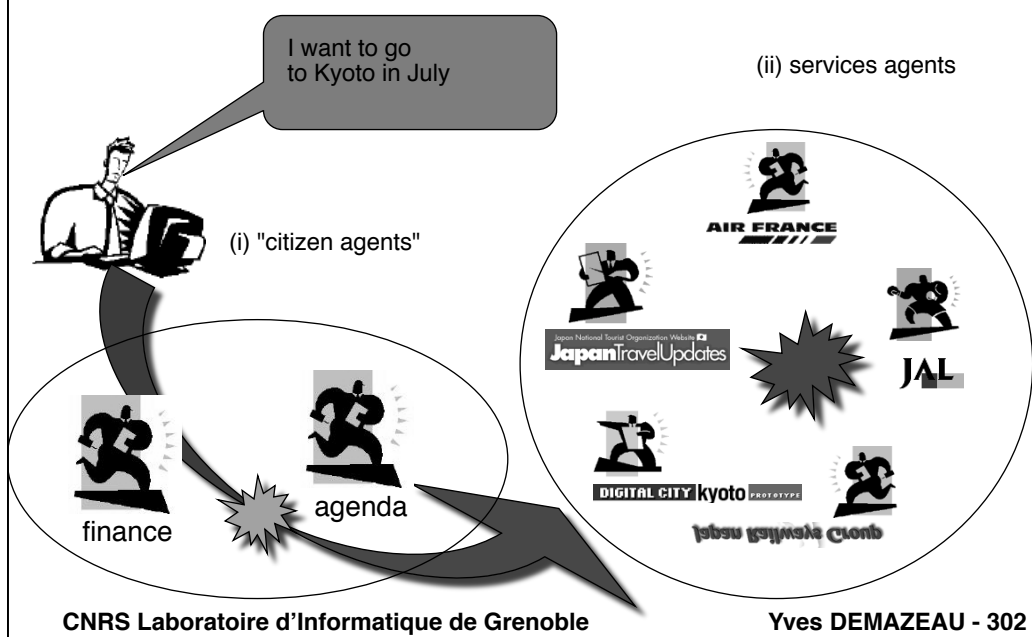 I want to go
to Kyoto in July
(ii) services agents
(i) "citizen agents"
AIR FRANCE
Japan National Tourist Organization Website
JapanTravelUpdates
JAL
DIGITAL CITY kyoto PROTOTYPE
Japan Railways Group
finance
agenda
CNRS Laboratoire d'Informatique de Grenoble
Yves DEMAZEAU - 302